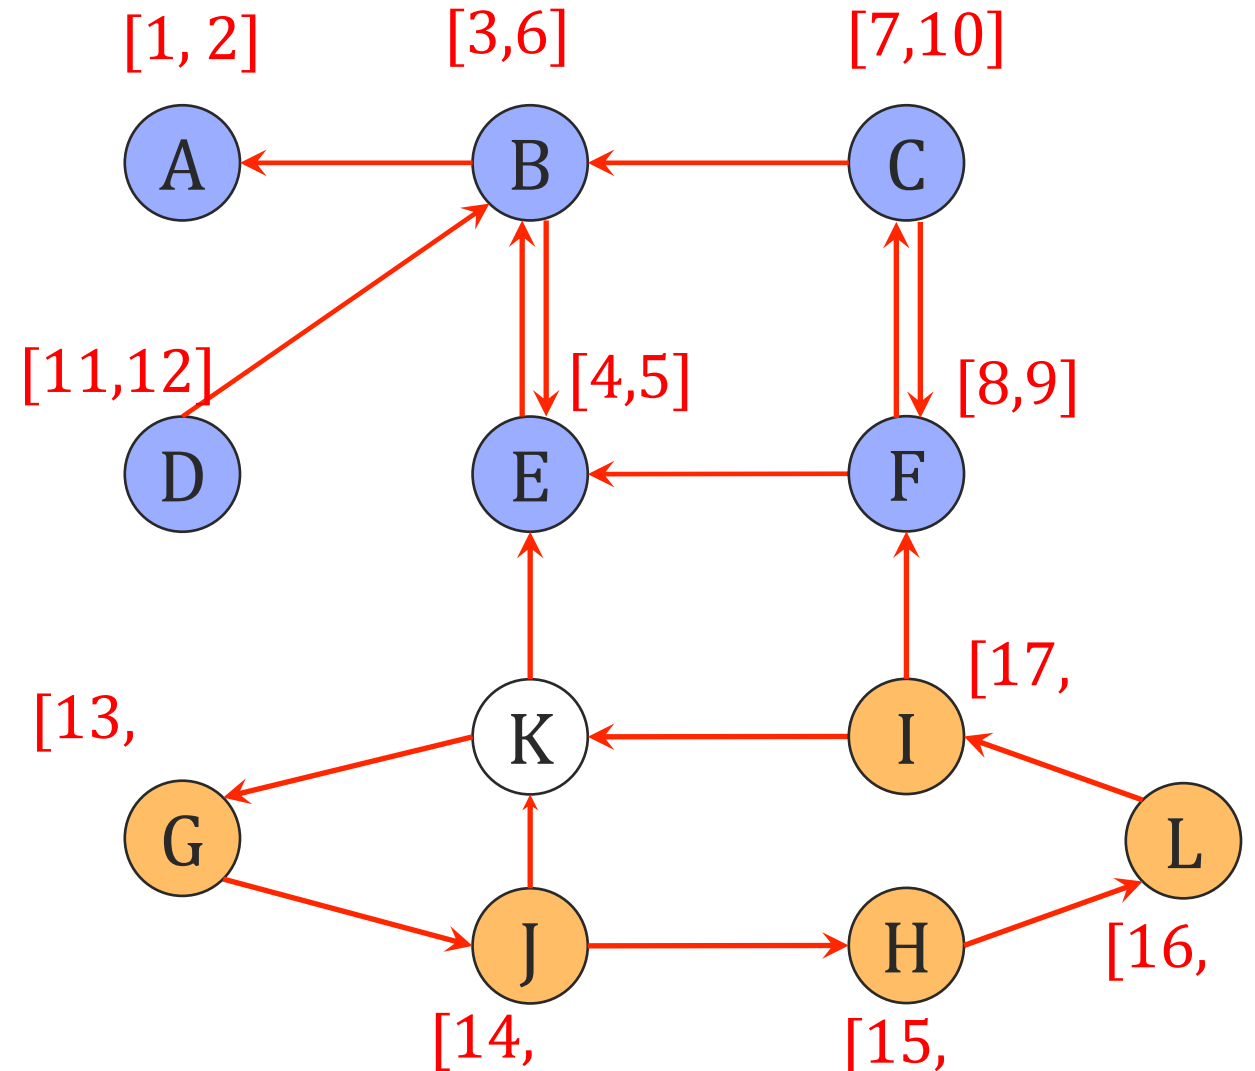 [1, 2] [3,6] [7,10]
A B C
[11,12] [4,5] [8,9]
D E F
[13, [17,
K I
G L
J H
[14, [15, [16,